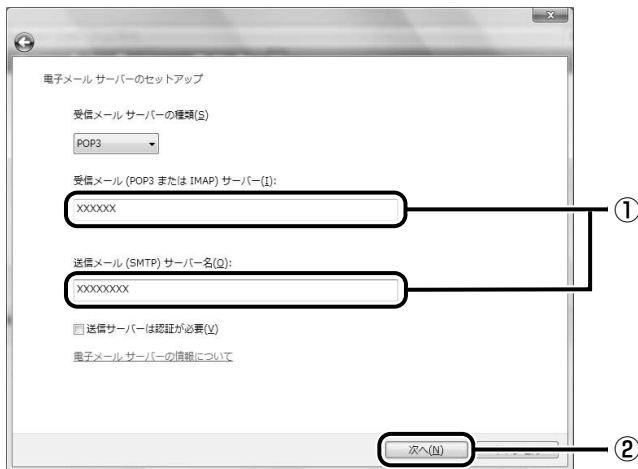 電子メール サーバーのセットアップ
受信メール サーバーの種類(S)
POP3
受信メール (POP3 または IMAP) サーバー(I):
XXXXXX
①
送信メール (SMTP) サーバー名(O):
XXXXXXXX
送信サーバーは認証が必要(V)
電子メール サーバーの情報について
次へ(N)
②